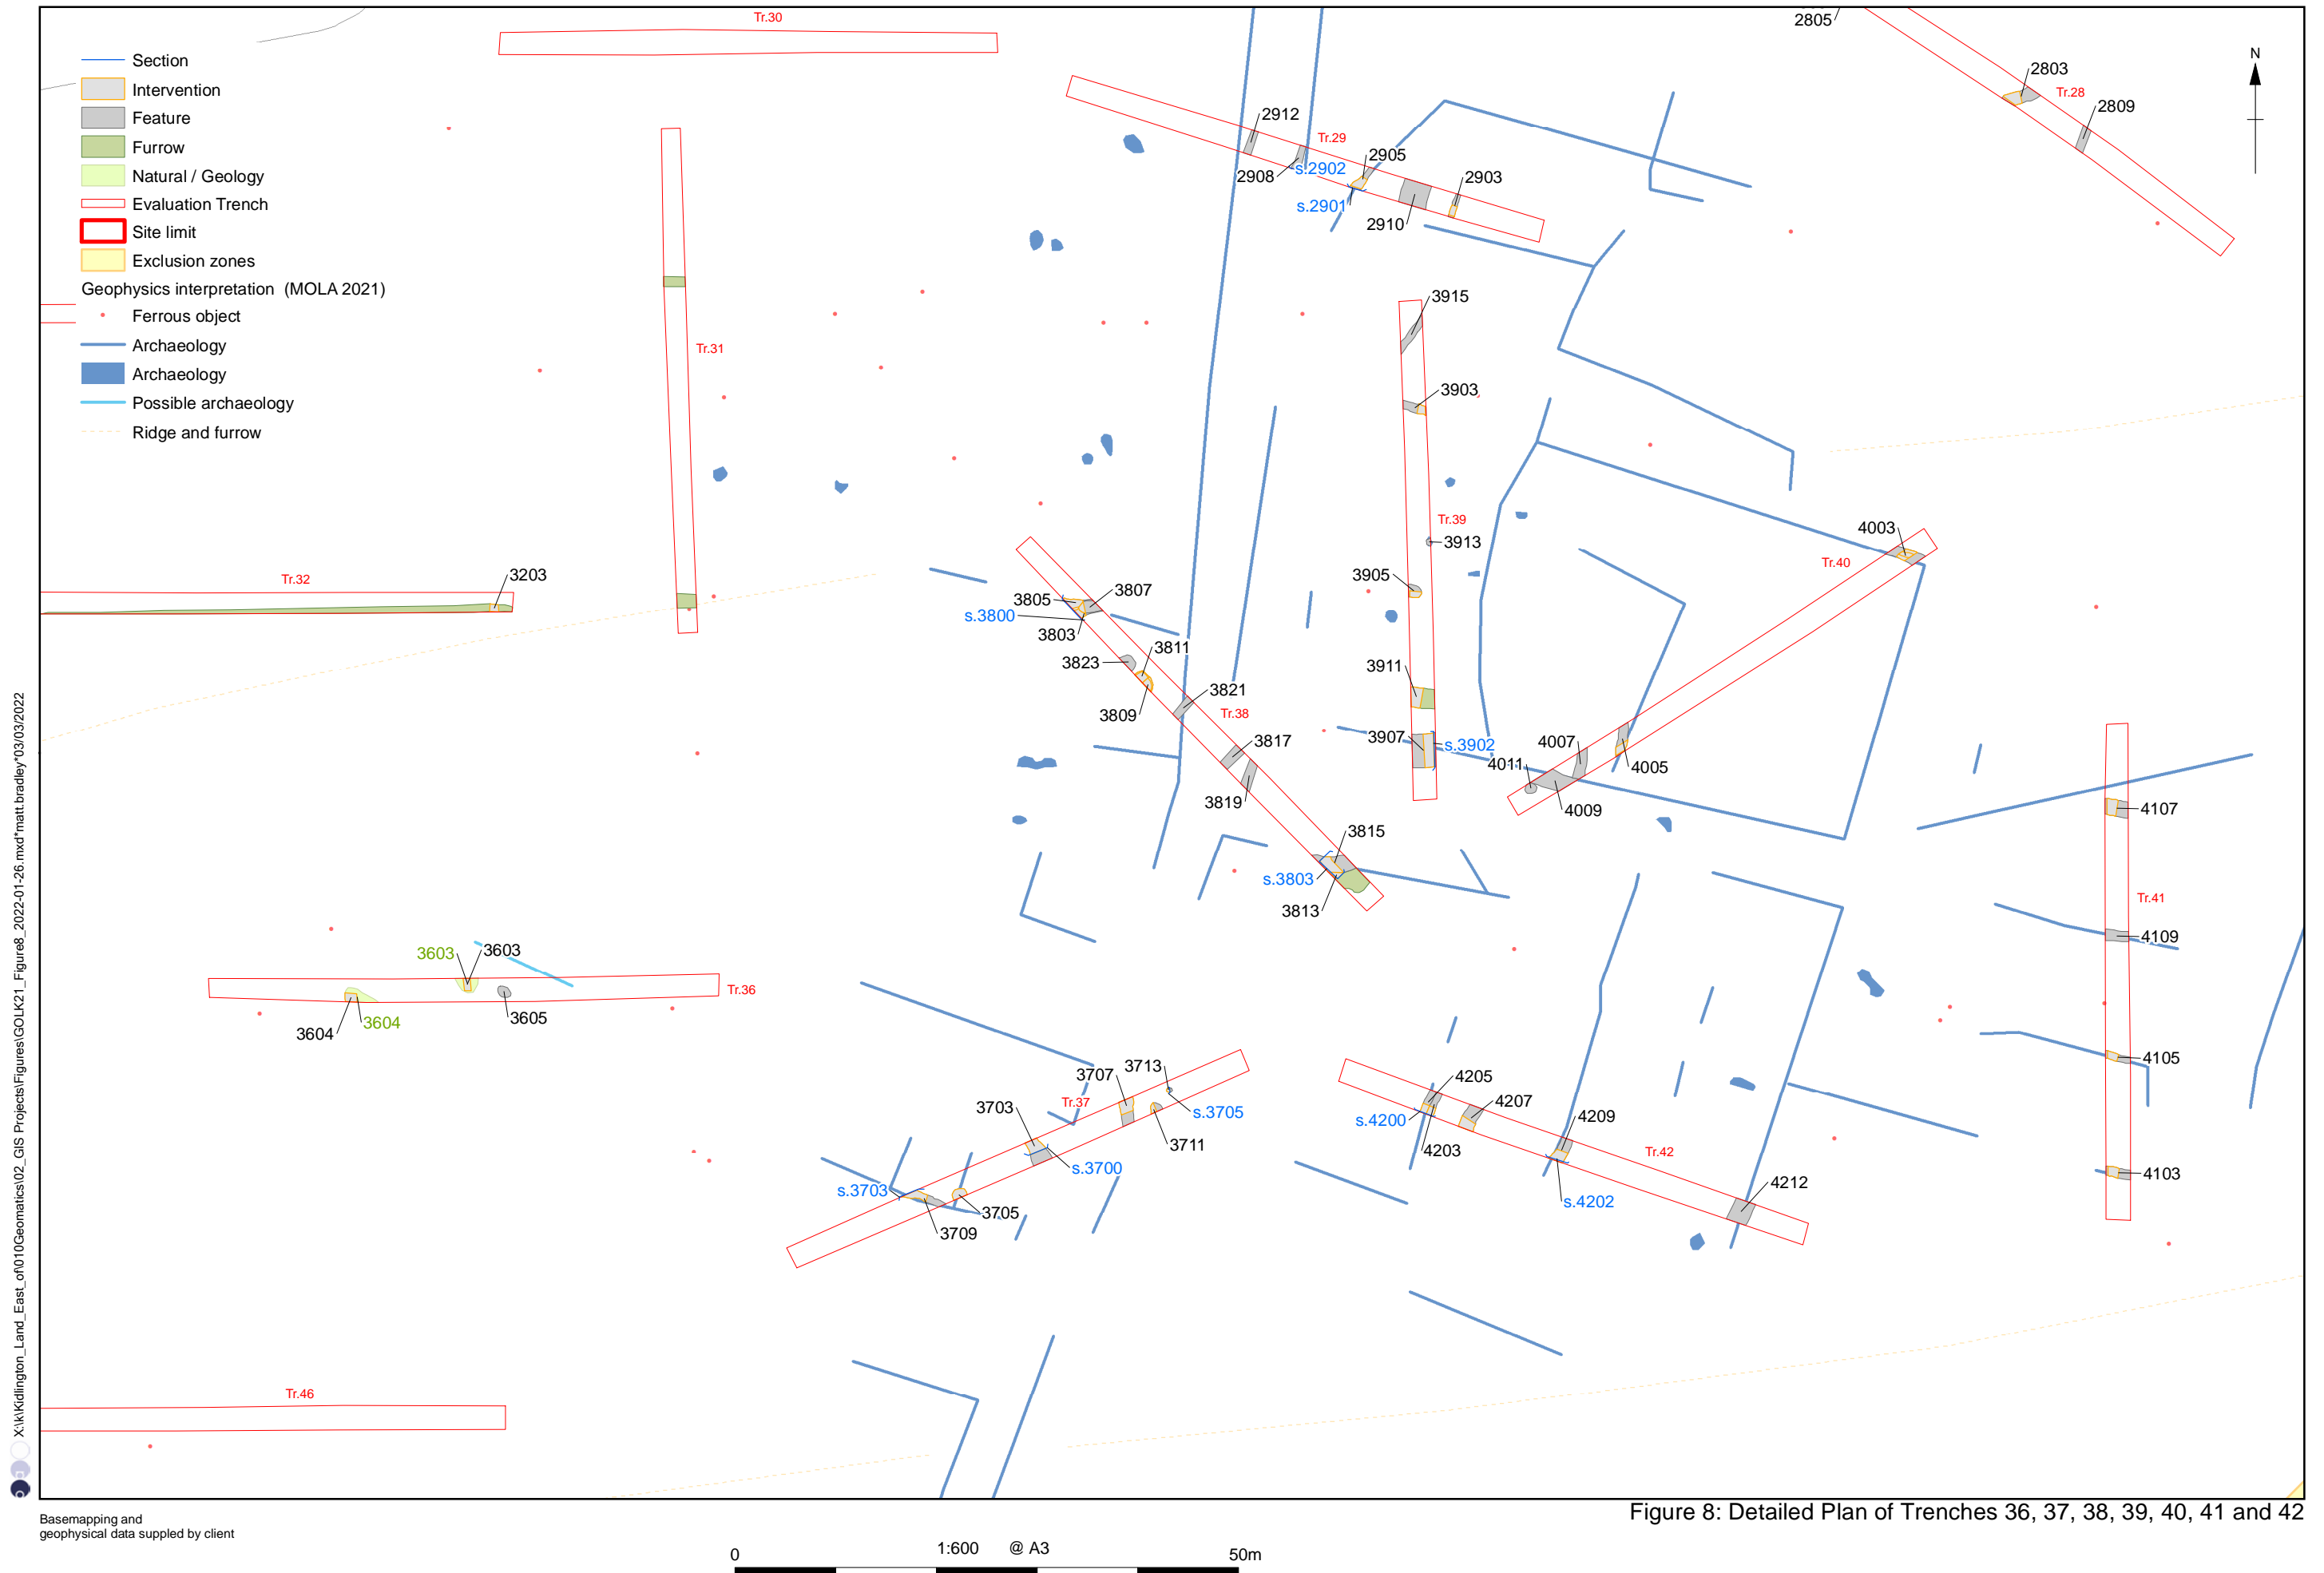 Tr.30
2805
N
Section
Intervention
Feature
Furrow
Natural / Geology
Evaluation Trench
Site limit
Exclusion zones
Geophysics interpretation (MOLA 2021)
Ferrous object
Archaeology
Archaeology
Possible archaeology
Ridge and furrow
2803
Tr.28
2809
2912
Tr.29
2905
2908
s.2902
2903
s.2901
2910
3915
Tr.31
3903
Tr.39
3913
4003
Tr.40
Tr.32
3203
3905
3805
3807
s.3800
3803
3811
3823
3911
3821
3809
Tr.38
3817
3907
s.3902
4007
4011
4005
3819
4009
4107
3815
s.3803
3813
Tr.41
4109
3603
3603
Tr.36
3604
3604
3605
4105
3707
3713
Tr.37
3703
s.3705
3711
4205
4207
s.4200
4209
4203
Tr.42
s.3700
4103
s.3703
4212
3705
s.4202
3709
Tr.46
X:\k\Kidlington_Land_East_of\010Geomatics\02_GIS Projects\Figures\GOLK21_Figure8_2022-01-26.mxd*matt.bradley*03/03/2022
Figure 8: Detailed Plan of Trenches 36, 37, 38, 39, 40, 41 and 42
Basemapping and
geophysical data suppled by client
0
1:600 @ A3
50m